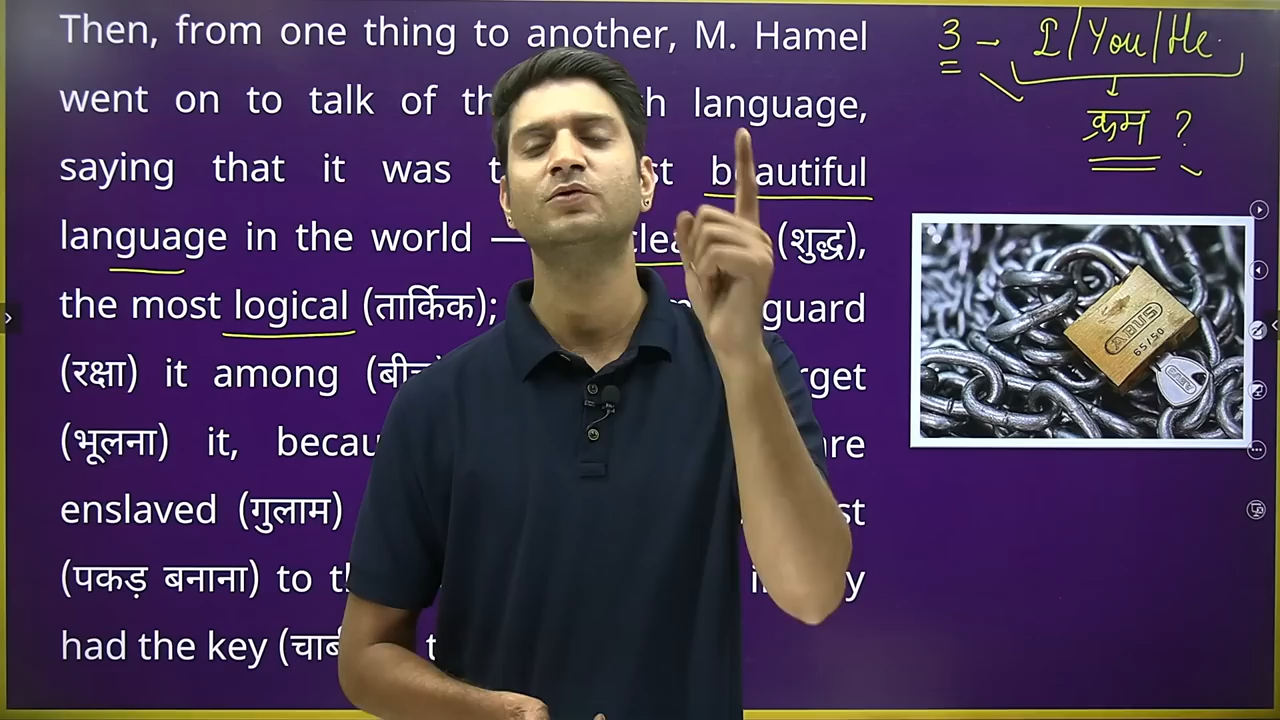 Then, from one thing to another, M. Hamel
went on to talk of th h language,
saying that it was t st beautiful
language in the world — clea (शुद्ध),
the most logical (तार्किक); guard
(रक्षा) it among rget
(भूलना) it, becau are
enslaved (गुलाम) st
(पकड़ बनाना) to
had the key
3 - I/You/He
क्रम ?
ABUS
65/50